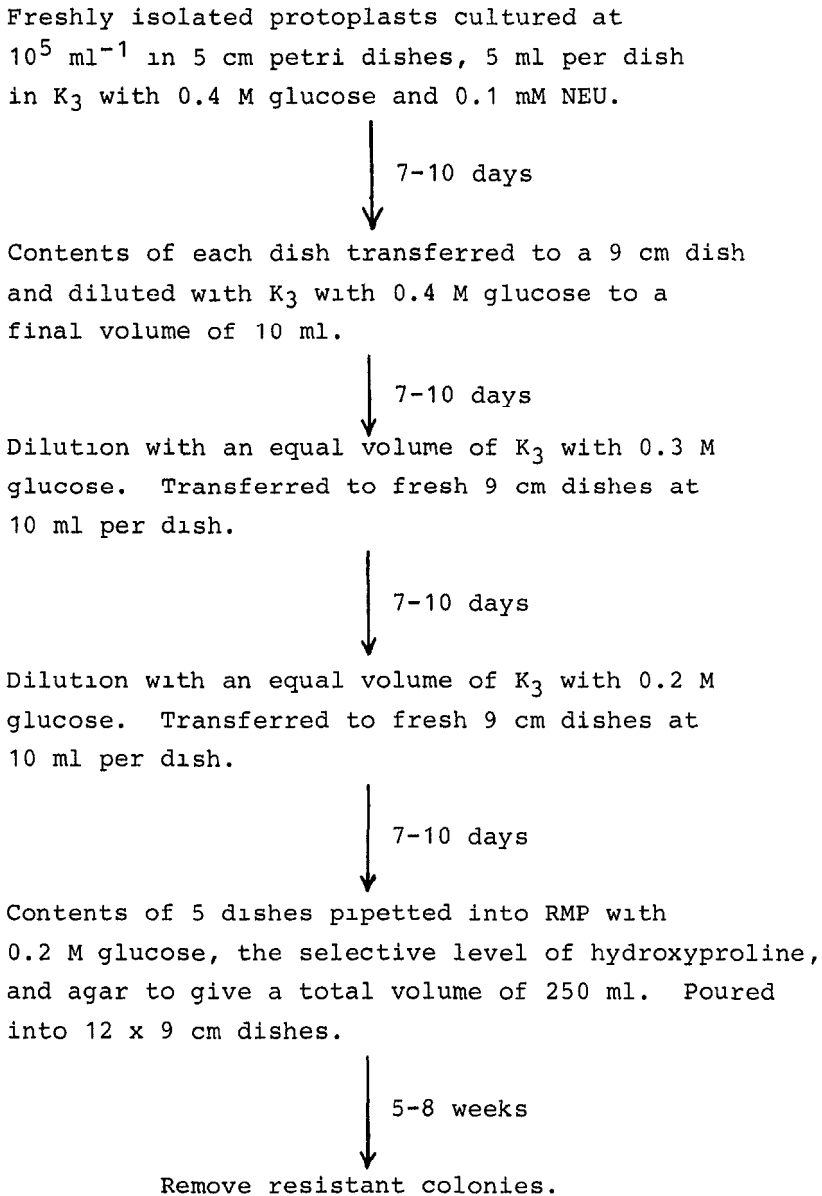 Freshly isolated protoplasts cultured at
10⁵ ml⁻¹ in 5 cm petri dishes, 5 ml per dish
in K₃ with 0.4 M glucose and 0.1 mM NEU.
7-10 days
Contents of each dish transferred to a 9 cm dish
and diluted with K₃ with 0.4 M glucose to a
final volume of 10 ml.
7-10 days
Dilution with an equal volume of K₃ with 0.3 M
glucose. Transferred to fresh 9 cm dishes at
10 ml per dish.
7-10 days
Dilution with an equal volume of K₃ with 0.2 M
glucose. Transferred to fresh 9 cm dishes at
10 ml per dish.
7-10 days
Contents of 5 dishes pipetted into RMP with
0.2 M glucose, the selective level of hydroxyproline,
and agar to give a total volume of 250 ml. Poured
into 12 x 9 cm dishes.
5-8 weeks
Remove resistant colonies.